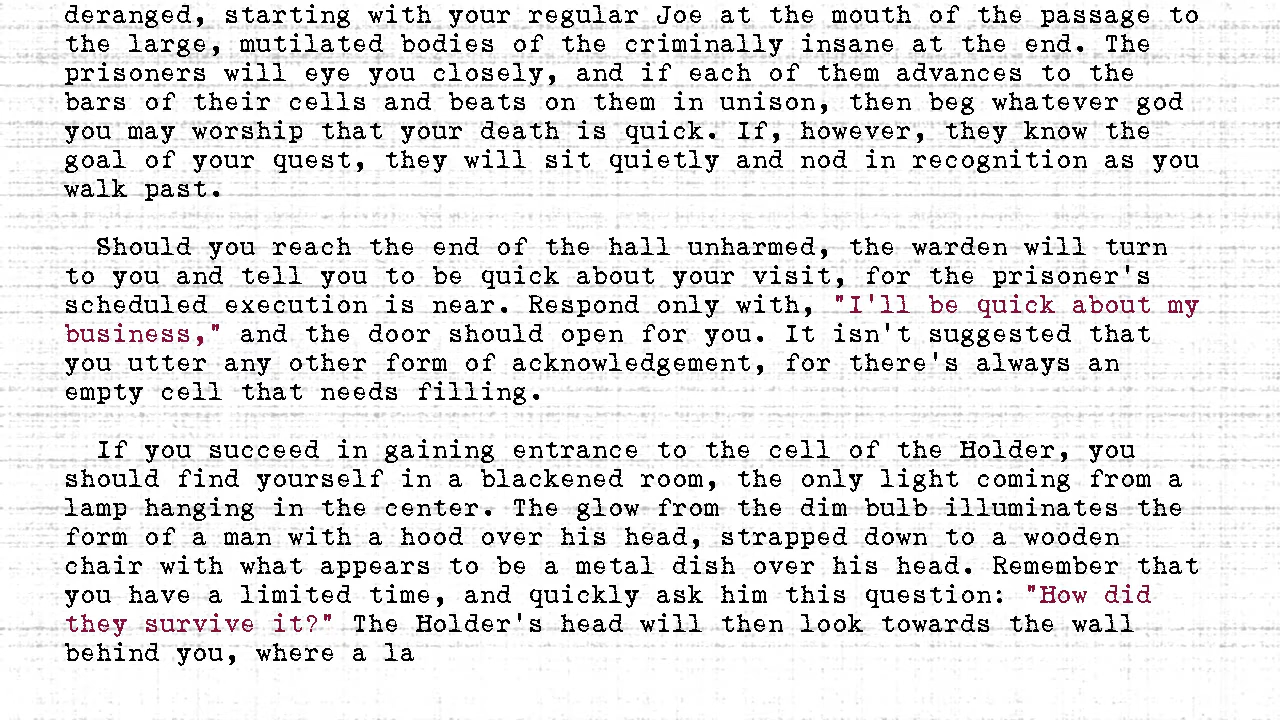 deranged, starting with your regular Joe at the mouth of the passage to
the large, mutilated bodies of the criminally insane at the end. The
prisoners will eye you closely, and if each of them advances to the
bars of their cells and beats on them in unison, then beg whatever god
you may worship that your death is quick. If, however, they know the
goal of your quest, they will sit quietly and nod in recognition as you
walk past.
Should you reach the end of the hall unharmed, the warden will turn
to you and tell you to be quick about your visit, for the prisoner's
scheduled execution is near. Respond only with, "I'll be quick about my
business," and the door should open for you. It isn't suggested that
you utter any other form of acknowledgement, for there's always an
empty cell that needs filling.
If you succeed in gaining entrance to the cell of the Holder, you
should find yourself in a blackened room, the only light coming from a
lamp hanging in the center. The glow from the dim bulb illuminates the
form of a man with a hood over his head, strapped down to a wooden
chair with what appears to be a metal dish over his head. Remember that
you have a limited time, and quickly ask him this question: "How did
they survive it?" The Holder's head will then look towards the wall
behind you, where a la